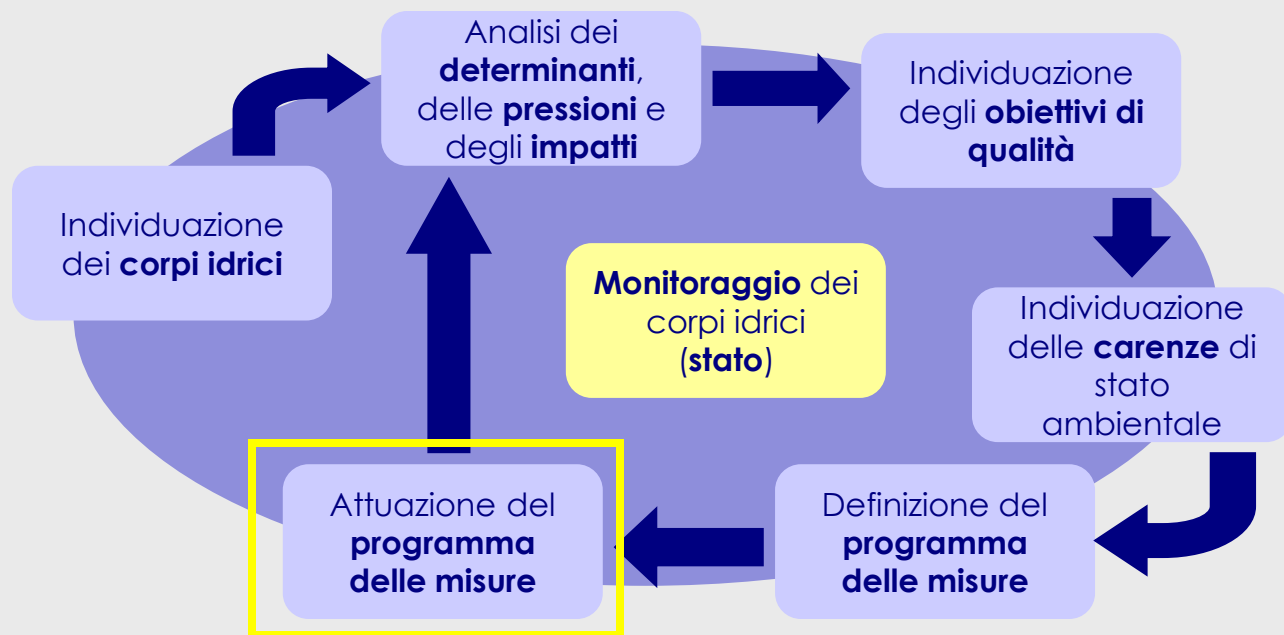 Analisi dei
determinanti,
delle pressioni e
degli impatti
Individuazione
degli obiettivi di
qualità
Individuazione
dei corpi idrici
Monitoraggio dei
corpi idrici
(stato)
Individuazione
delle carenze di
stato
ambientale
Attuazione del
programma
delle misure
Definizione del
programma
delle misure